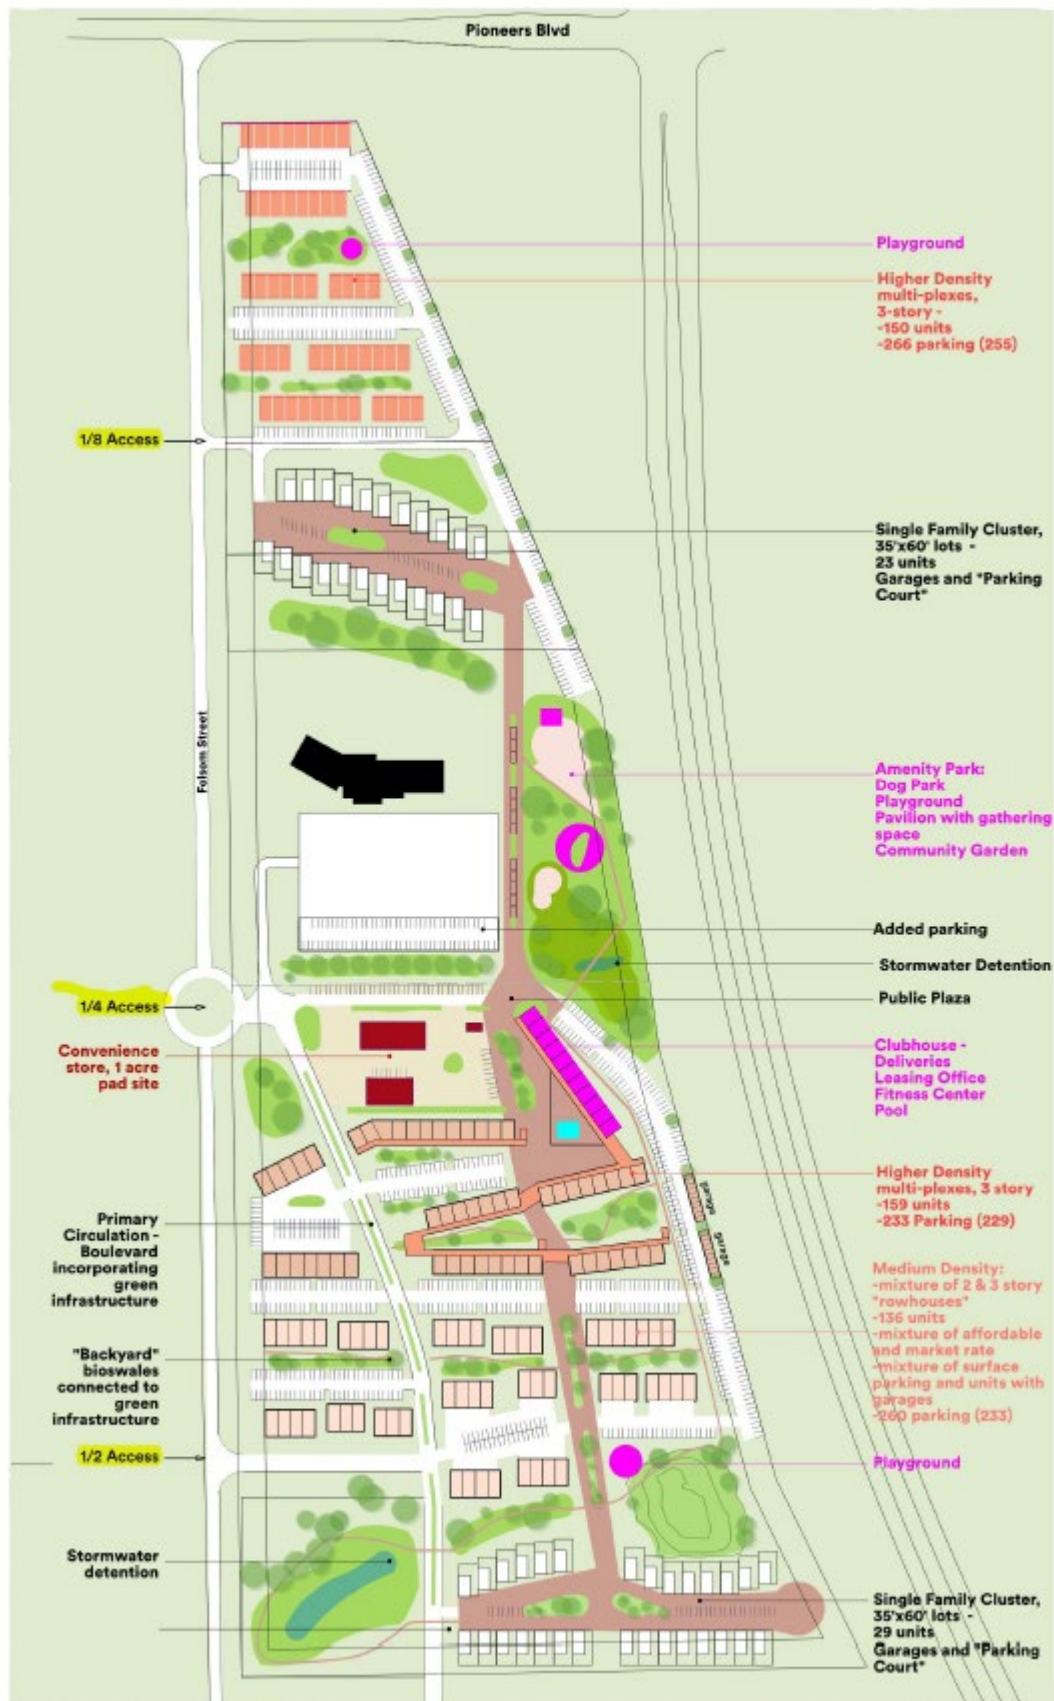 Pioneers Blvd
Playground
Higher Density
multi-plexes,
3-story -
-150 units
-266 parking (255)
1/8 Access
Single Family Cluster,
35'x60' lots -
23 units
Garages and "Parking
Court"
Folsom Street
Amenity Park:
Dog Park
Playground
Pavilion with gathering
space
Community Garden
Added parking
Stormwater Detention
Public Plaza
1/4 Access
Convenience
store, 1 acre
pad site
Clubhouse -
Deliveries
Leasing Office
Fitness Center
Pool
Higher Density
multi-plexes, 3 story
-159 units
-233 Parking (229)
garage
garage
Primary
Circulation -
Boulevard
incorporating
green
infrastructure
Medium Density:
-mixture of 2 & 3 story
"rowhouses"
-136 units
-mixture of affordable
and market rate
-mixture of surface
parking and units with
garages
-260 parking (233)
"Backyard"
bioswales
connected to
green
infrastructure
1/2 Access
Playground
Stormwater
detention
Single Family Cluster,
35'x60' lots -
29 units
Garages and "Parking
Court"